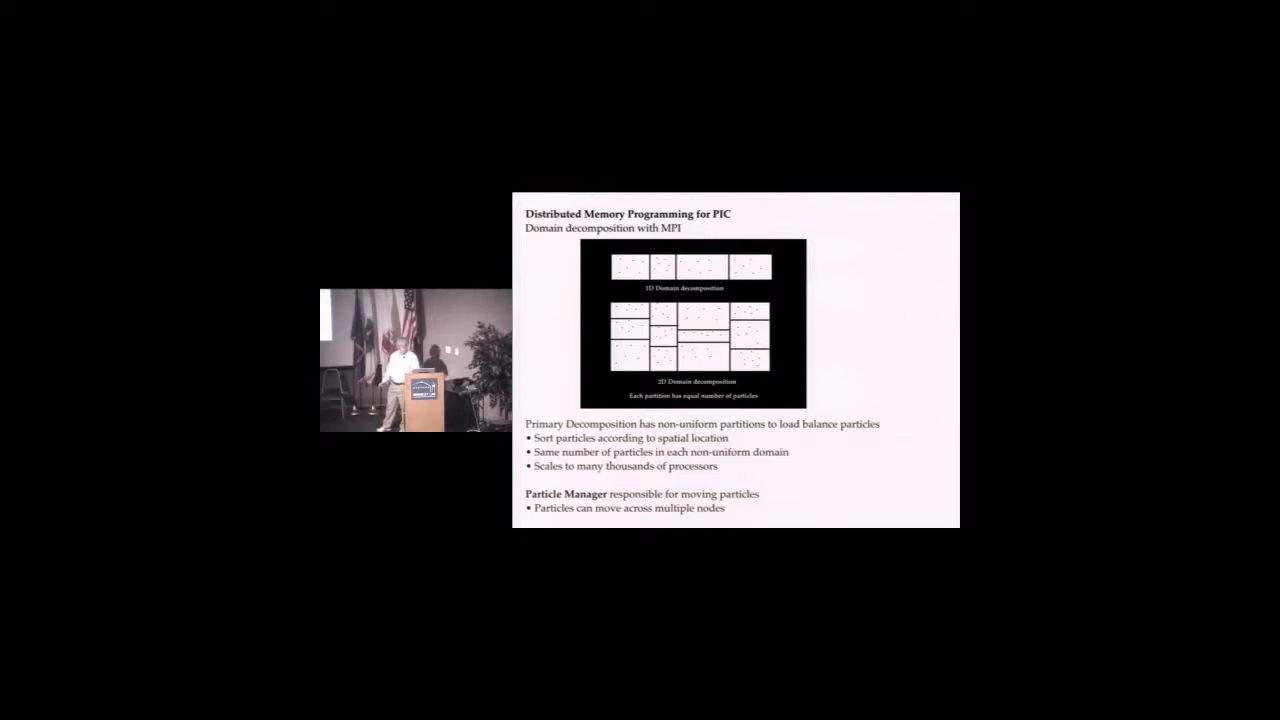 Distributed Memory Programming for PIC
Domain decomposition with MPI
1D Domain decomposition
2D Domain decomposition
Each partition has equal number of particles
Primary Decomposition has non-uniform partitions to load balance particles
• Sort particles according to spatial location
• Same number of particles in each non-uniform domain
• Scales to many thousands of processors
Particle Manager responsible for moving particles
• Particles can move across multiple nodes